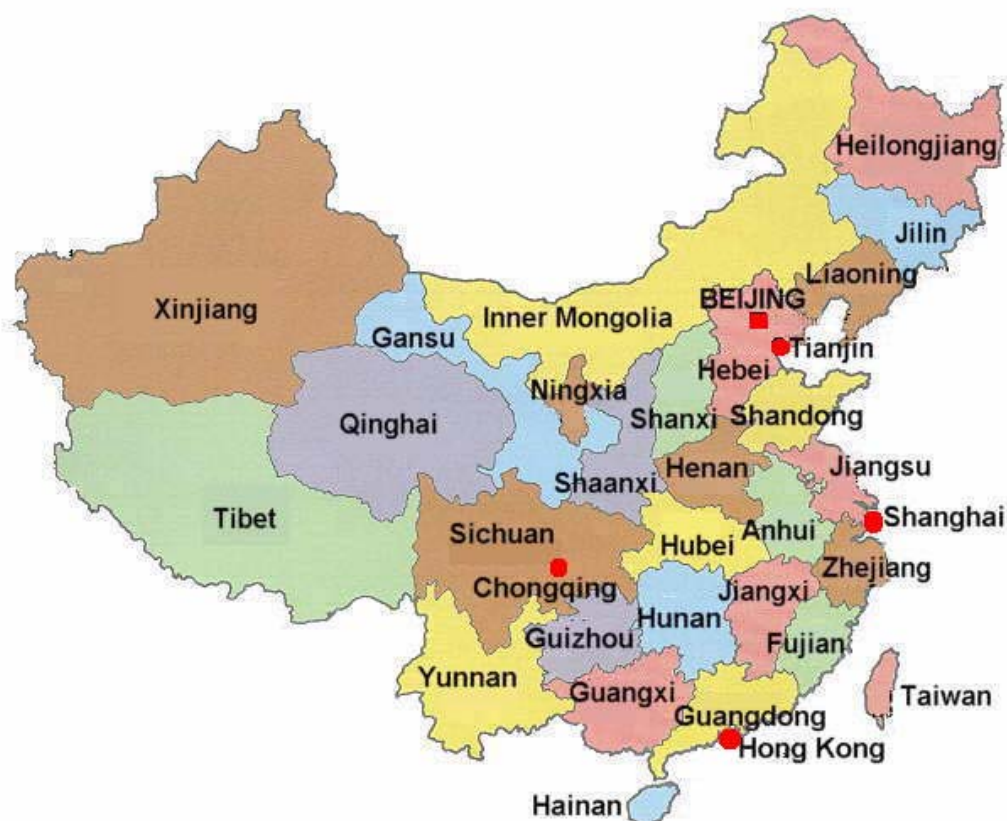 Heilongjiang
Jilin
Liaoning
BEIJING
Xinjiang
Inner Mongolia
Gansu
Tianjin
Hebei
Ningxia
Shanxi
Shandong
Qinghai
Henan
Jiangsu
Shaanxi
Tibet
Shanghai
Sichuan
Anhui
Hubei
Zhejiang
Chongqing
Jiangxi
Hunan
Guizhou
Fujian
Yunnan
Guangxi
Taiwan
Guangdong
Hong Kong
Hainan